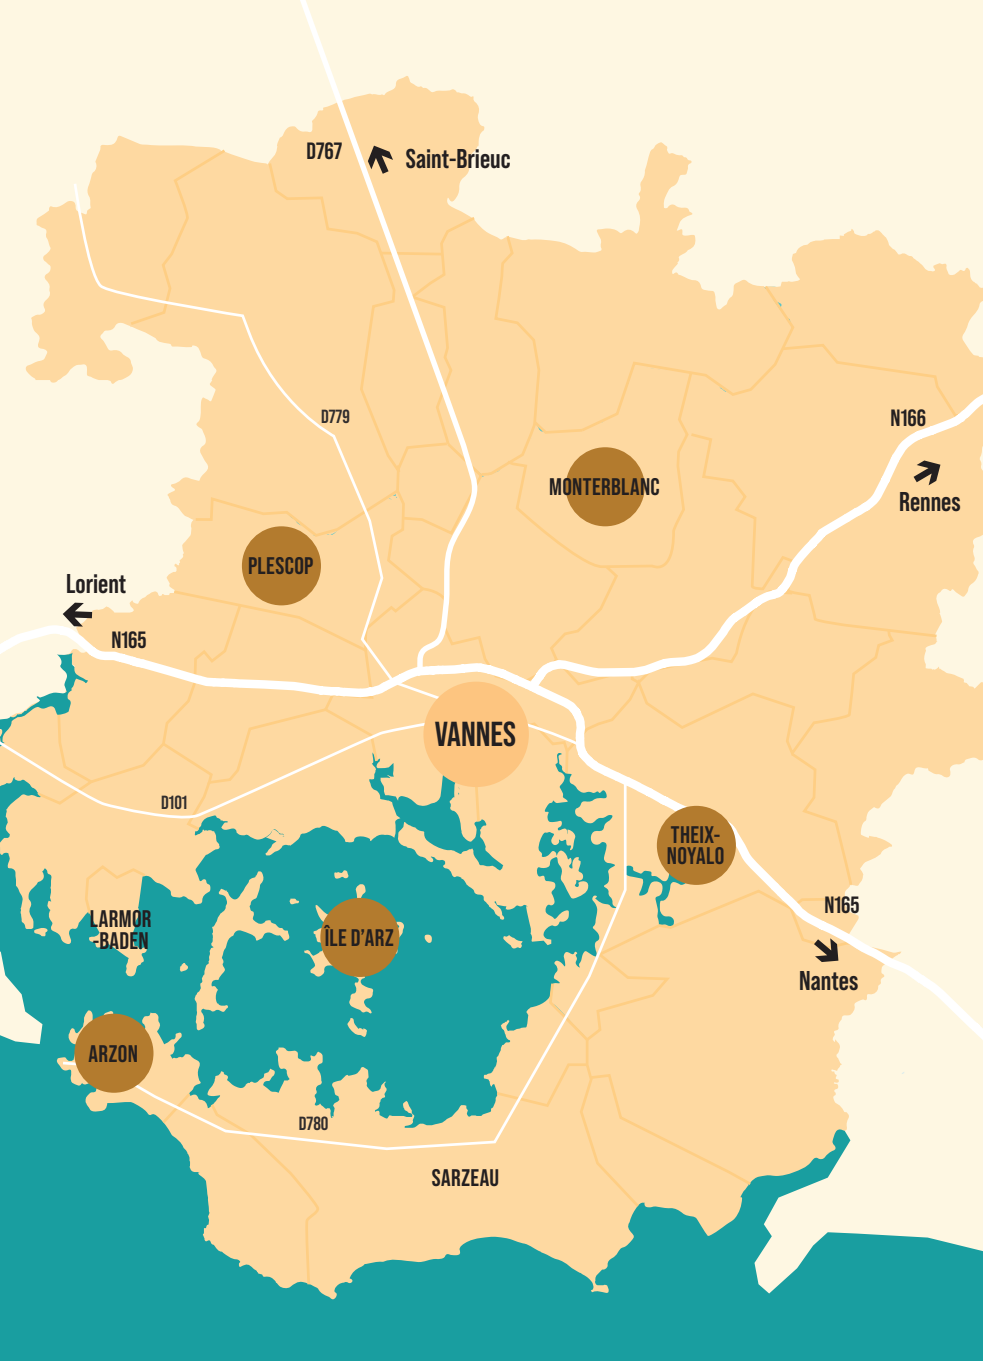 D767
Saint-Brieuc
D779
N166
MONTERBLANC
Rennes
PLESCOP
Lorient
N165
VANNES
D101
THEIX-
NOYALO
N165
LARMOR
-BADEN
ÎLE D'ARZ
Nantes
ARZON
D780
SARZEAU